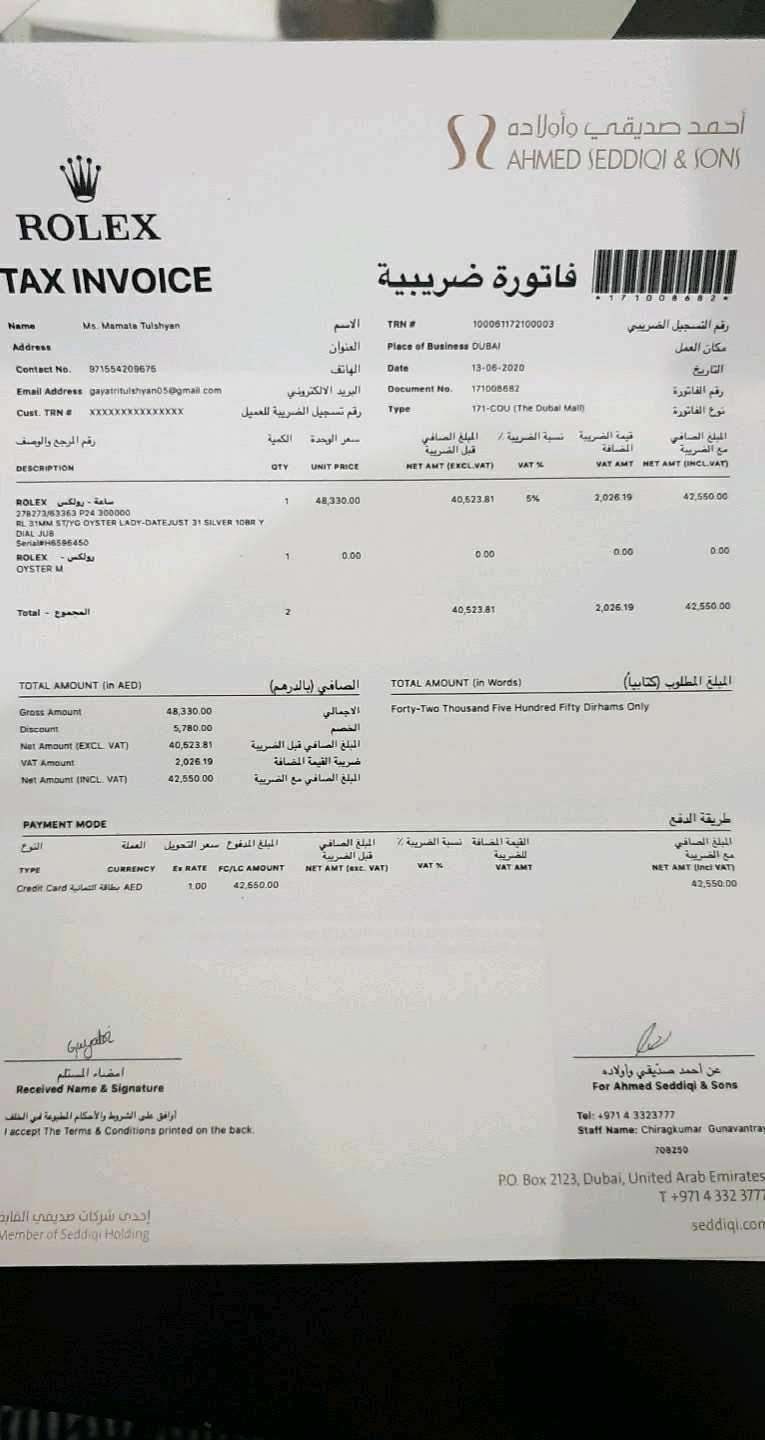 أحمد صديقي وأولاده
AHMED SEDDIQI & SONS
ROLEX
TAX INVOICE
فاتورة ضريبية
*171008682*
Name Ms. Mamata Tulshyan الاسم
Address العنوان
Contact No. 971554209675 الهاتف
Email Address gayatritulshyan05@gmail.com البريد الالكتروني
Cust. TRN # XXXXXXXXXXXXXXX رقم تسجيل الضريبة للعميل
TRN # 100061172100003 رقم التسجيل الضريبي
Place of Business DUBAI مكان العمل
Date 13-06-2020 التاريخ
Document No. 171008682 رقم الفاتورة
Type 171-COU (The Dubai Mall) نوع الفاتورة
رقم المرجع والوصف الكمية سعر الوحدة المبلغ الصافي قبل الضريبة نسبة الضريبة ٪ قيمة الضريبة المضافة المبلغ الصافي مع الضريبة
DESCRIPTION QTY UNIT PRICE NET AMT (EXCL.VAT) VAT % VAT AMT NET AMT (INCL.VAT)
ROLEX ساعة - رولكس 1 48,330.00 40,523.81 5% 2,026.19 42,550.00
278273/63363 P24 300000
RL 31MM ST/YG OYSTER LADY-DATEJUST 31 SILVER 10BR Y
DIAL JUB
Serial#H6596450
ROLEX رولكس - 1 0.00 0.00 0.00 0.00
OYSTER M
Total - المجموع 2 40,523.81 2,026.19 42,550.00
TOTAL AMOUNT (in AED) الصافي (بالدرهم)
Gross Amount 48,330.00 الاجمالي
Discount 5,780.00 الخصم
Net Amount (EXCL. VAT) 40,523.81 المبلغ الصافي قبل الضريبة
VAT Amount 2,026.19 ضريبة القيمة المضافة
Net Amount (INCL. VAT) 42,550.00 المبلغ الصافي مع الضريبة
TOTAL AMOUNT (in Words) المبلغ المطلوب (كتابياً)
Forty-Two Thousand Five Hundred Fifty Dirhams Only
PAYMENT MODE طريقة الدفع
النوع العملة سعر التحويل المبلغ المدفوع المبلغ الصافي قبل الضريبة نسبة الضريبة ٪ القيمة المضافة للضريبة المبلغ الصافي مع الضريبة
TYPE CURRENCY Ex RATE FC/LC AMOUNT NET AMT (exc. VAT) VAT % VAT AMT NET AMT (Incl VAT)
Credit Card بطاقة ائتمانية AED 1.00 42,550.00 42,550.00
Gayatri
امضاء المستلم
Received Name & Signature
أوافق على الشروط والأحكام المطبوعة في الخلف
I accept The Terms & Conditions printed on the back.
عن أحمد صدّيقي وأولاده
For Ahmed Seddiqi & Sons
Tel: +971 4 3323777
Staff Name: Chiragkumar Gunavantray
708250
P.O. Box 2123, Dubai, United Arab Emirates
T +971 4 332 3777
seddiqi.com
إحدى شركات صديقي القابضة
Member of Seddiqi Holding